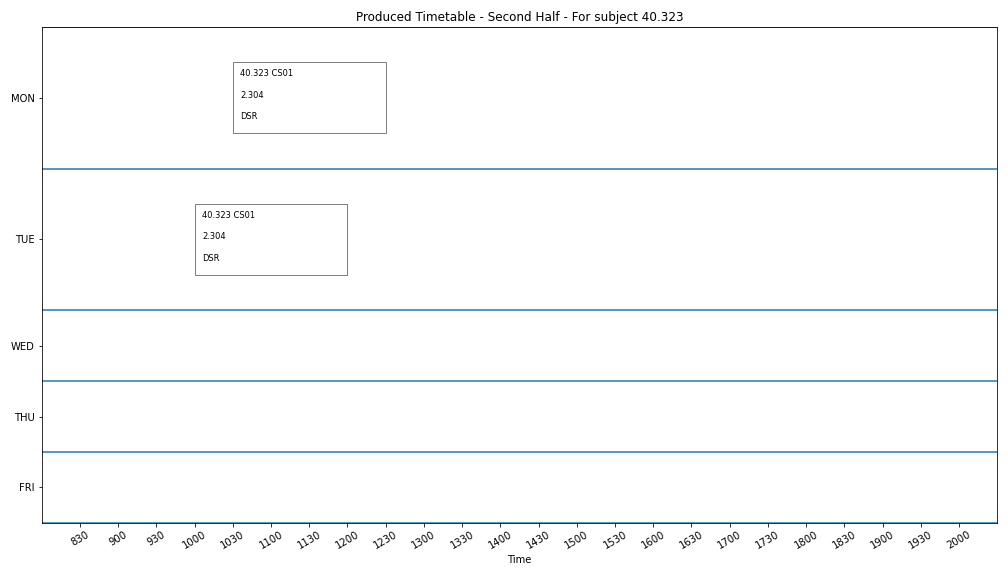 Produced Timetable - Second Half - For subject 40.323
MON
40.323 CS01
2.304
DSR
TUE
40.323 CS01
2.304
DSR
WED
THU
FRI
830 900 930 1000 1030 1100 1130 1200 1230 1300 1330 1400 1430 1500 1530 1600 1630 1700 1730 1800 1830 1900 1930 2000
Time